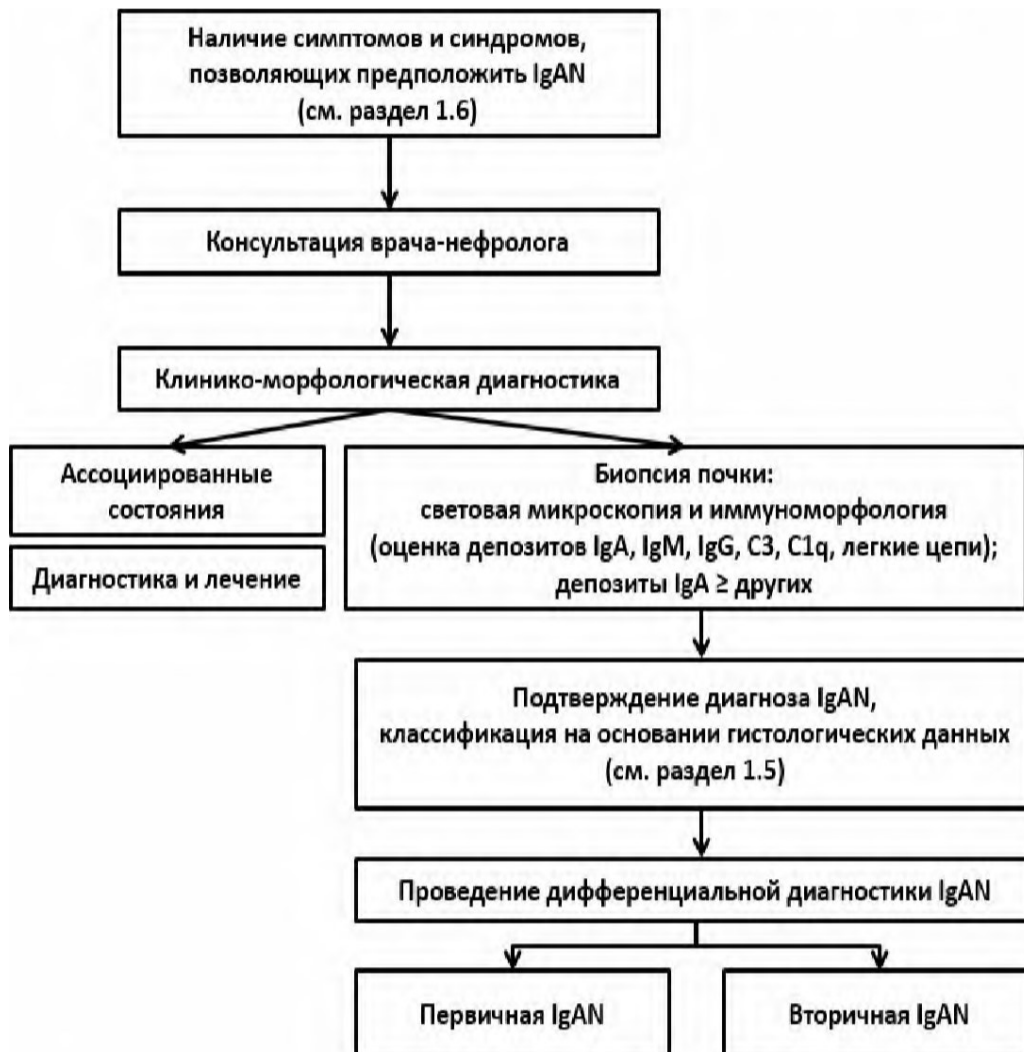 Наличие симптомов и синдромов,
позволяющих предположить IgAN
(см. раздел 1.6)
Консультация врача-нефролога
Клинико-морфологическая диагностика
Ассоциированные
состояния
Диагностика и лечение
Биопсия почки:
световая микроскопия и иммуноморфология
(оценка депозитов IgA, IgM, IgG, C3, C1q, легкие цепи);
депозиты IgA ≥ других
Подтверждение диагноза IgAN,
классификация на основании гистологических данных
(см. раздел 1.5)
Проведение дифференциальной диагностики IgAN
Первичная IgAN
Вторичная IgAN